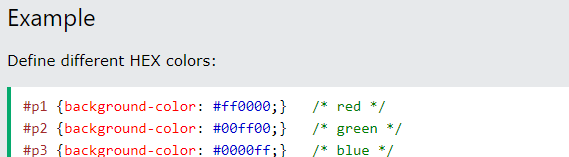 Example
Define different HEX colors:
#p1 {background-color: #ff0000;}   /* red */
#p2 {background-color: #00ff00;}   /* green */
#p3 {background-color: #0000ff;}   /* blue */